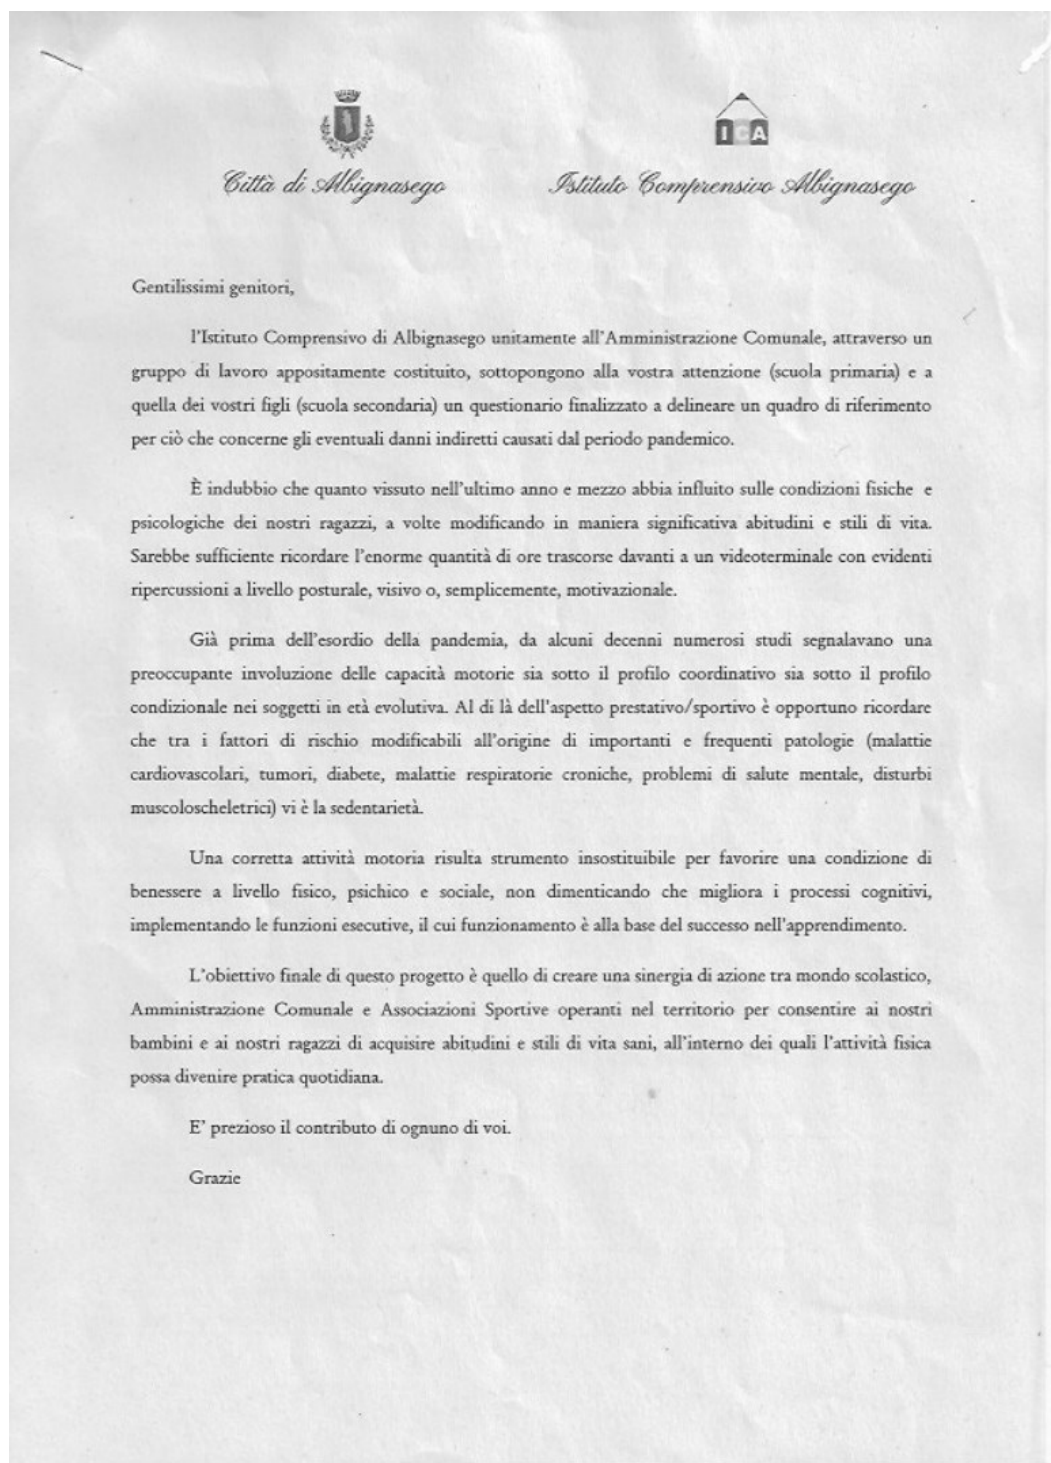 ICA
Città di Albignasego
Istituto Comprensivo Albignasego
Gentilissimi genitori,
l'Istituto Comprensivo di Albignasego unitamente all'Amministrazione Comunale, attraverso un
gruppo di lavoro appositamente costituito, sottopongono alla vostra attenzione (scuola primaria) e a
quella dei vostri figli (scuola secondaria) un questionario finalizzato a delineare un quadro di riferimento
per ciò che concerne gli eventuali danni indiretti causati dal periodo pandemico.
È indubbio che quanto vissuto nell'ultimo anno e mezzo abbia influito sulle condizioni fisiche e
psicologiche dei nostri ragazzi, a volte modificando in maniera significativa abitudini e stili di vita.
Sarebbe sufficiente ricordare l'enorme quantità di ore trascorse davanti a un videoterminale con evidenti
ripercussioni a livello posturale, visivo o, semplicemente, motivazionale.
Già prima dell'esordio della pandemia, da alcuni decenni numerosi studi segnalavano una
preoccupante involuzione delle capacità motorie sia sotto il profilo coordinativo sia sotto il profilo
condizionale nei soggetti in età evolutiva. Al di là dell'aspetto prestativo/sportivo è opportuno ricordare
che tra i fattori di rischio modificabili all'origine di importanti e frequenti patologie (malattie
cardiovascolari, tumori, diabete, malattie respiratorie croniche, problemi di salute mentale, disturbi
muscoloscheletrici) vi è la sedentarietà.
Una corretta attività motoria risulta strumento insostituibile per favorire una condizione di
benessere a livello fisico, psichico e sociale, non dimenticando che migliora i processi cognitivi,
implementando le funzioni esecutive, il cui funzionamento è alla base del successo nell'apprendimento.
L'obiettivo finale di questo progetto è quello di creare una sinergia di azione tra mondo scolastico,
Amministrazione Comunale e Associazioni Sportive operanti nel territorio per consentire ai nostri
bambini e ai nostri ragazzi di acquisire abitudini e stili di vita sani, all'interno dei quali l'attività fisica
possa divenire pratica quotidiana.
E' prezioso il contributo di ognuno di voi.
Grazie